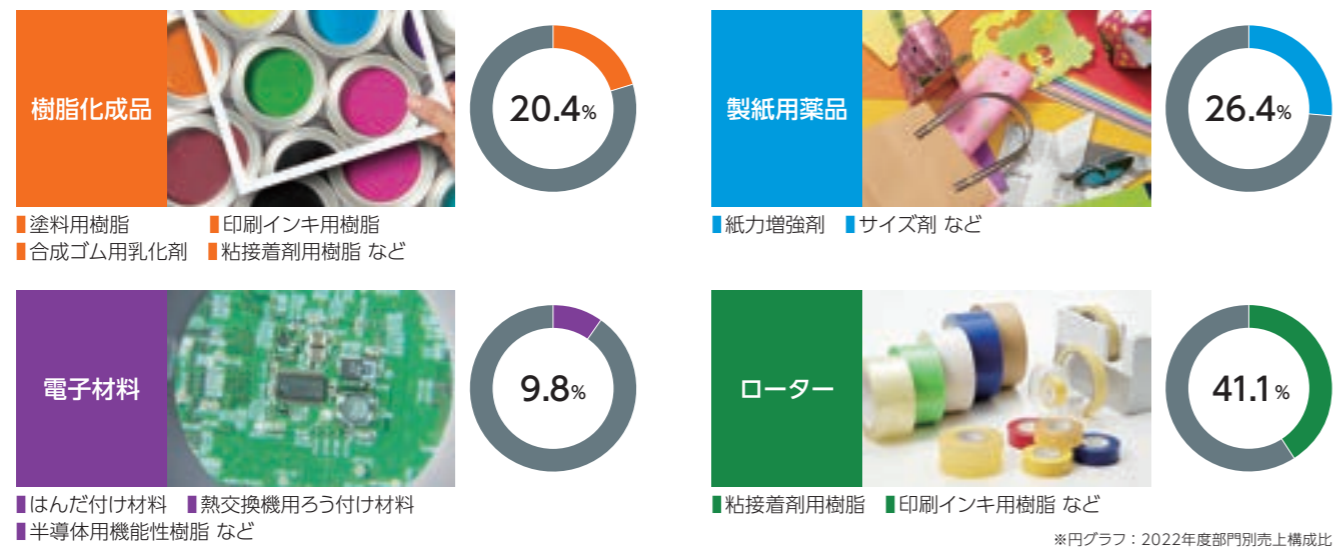 樹脂化成品
20.4%
塗料用樹脂 印刷インキ用樹脂
合成ゴム用乳化剤 粘接着剤用樹脂 など
製紙用薬品
26.4%
紙力増強剤 サイズ剤 など
電子材料
9.8%
はんだ付け材料 熱交換機用ろう付け材料
半導体用機能性樹脂 など
ローター
41.1%
粘接着剤用樹脂 印刷インキ用樹脂 など
※円グラフ：2022年度部門別売上構成比